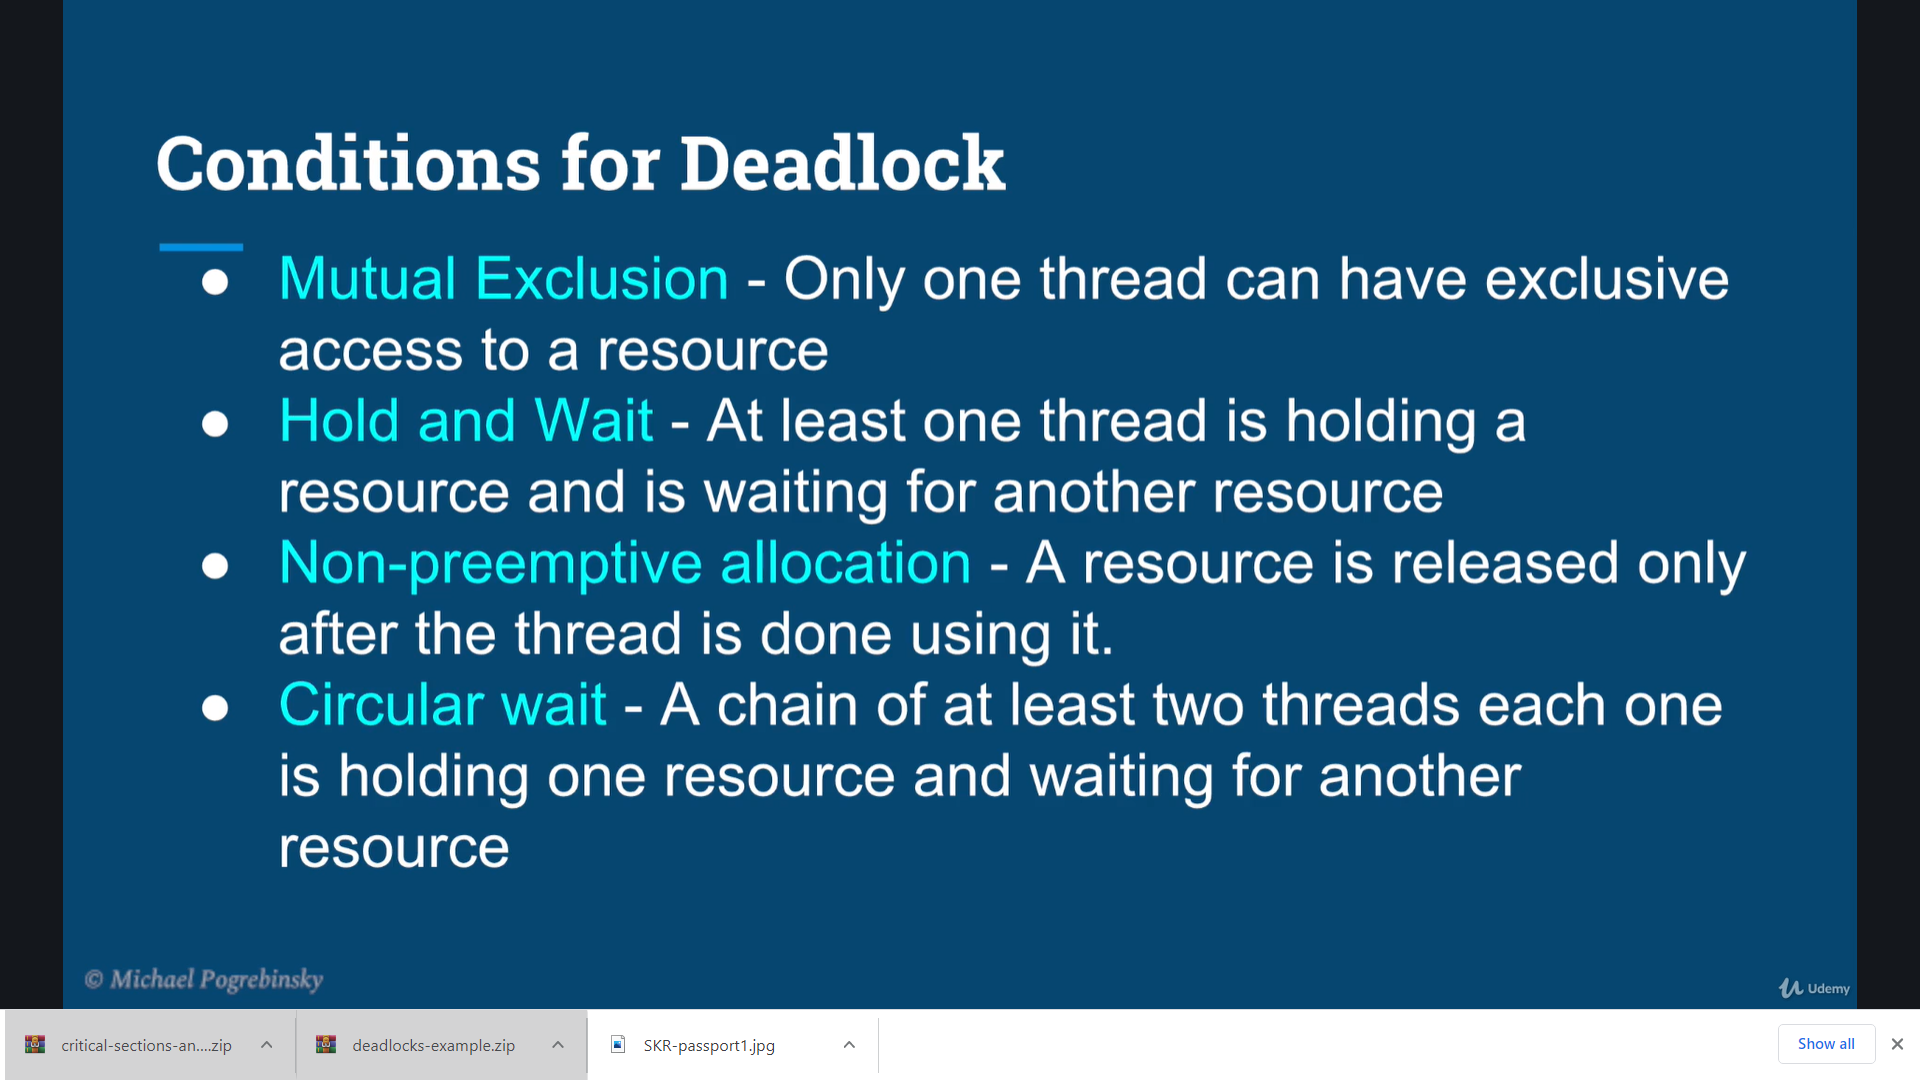 Conditions for Deadlock
● Mutual Exclusion - Only one thread can have exclusive
access to a resource
● Hold and Wait - At least one thread is holding a
resource and is waiting for another resource
● Non-preemptive allocation - A resource is released only
after the thread is done using it.
● Circular wait - A chain of at least two threads each one
is holding one resource and waiting for another
resource
© Michael Pogrebinsky
Udemy
critical-sections-an....zip
deadlocks-example.zip
SKR-passport1.jpg
Show all